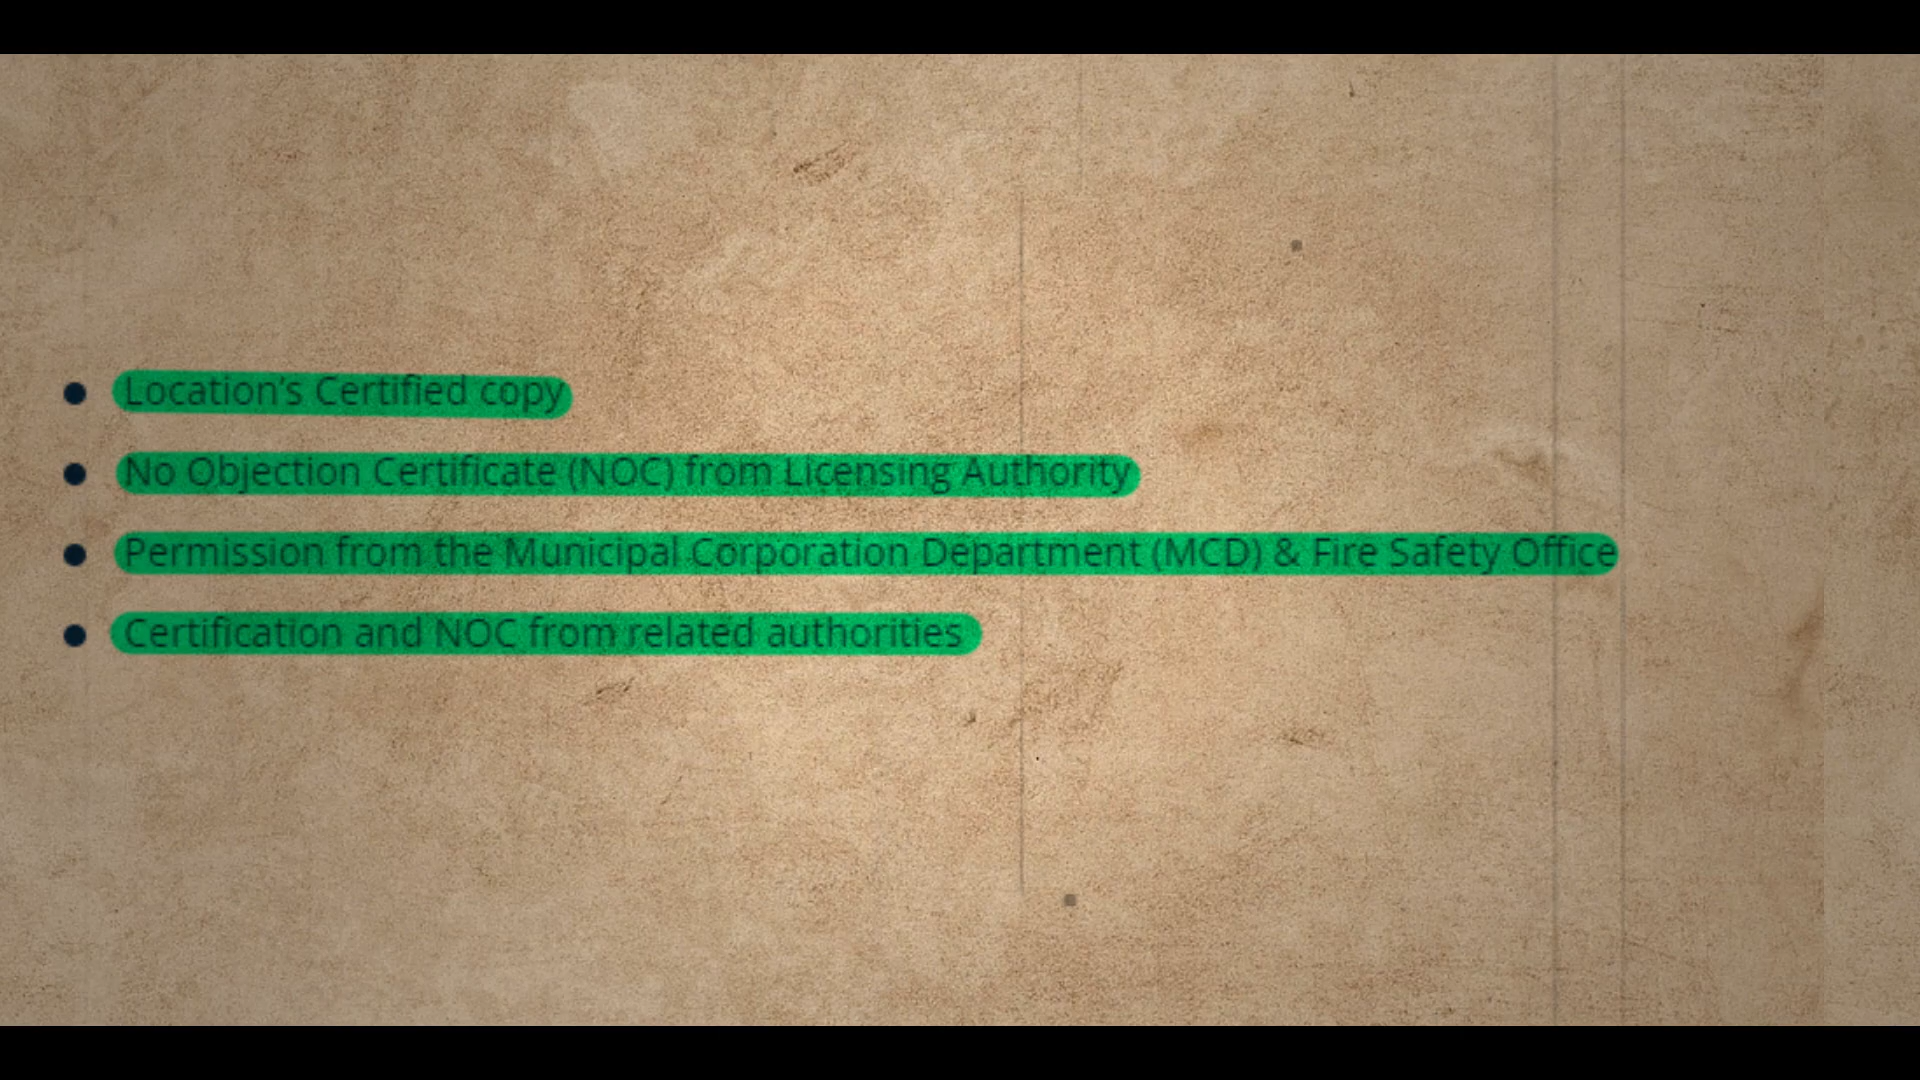 Location's Certified copy
No Objection Certificate (NOC) from Licensing Authority
Permission from the Municipal Corporation Department (MCD) & Fire Safety Office
Certification and NOC from related authorities